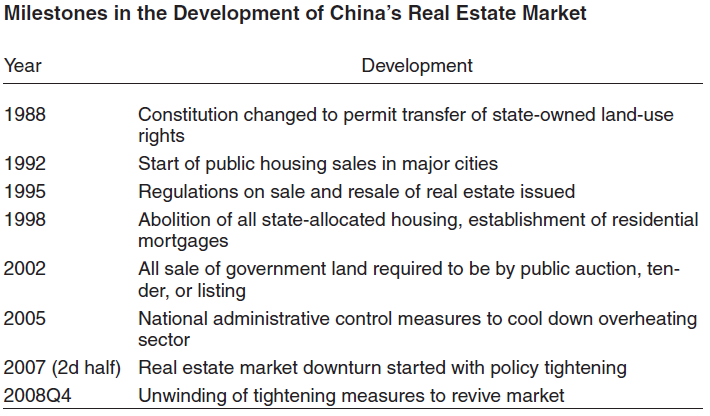 Milestones in the Development of China's Real Estate Market
Year Development
1988 Constitution changed to permit transfer of state-owned land-use
rights
1992 Start of public housing sales in major cities
1995 Regulations on sale and resale of real estate issued
1998 Abolition of all state-allocated housing, establishment of residential
mortgages
2002 All sale of government land required to be by public auction, ten-
der, or listing
2005 National administrative control measures to cool down overheating
sector
2007 (2d half) Real estate market downturn started with policy tightening
2008Q4 Unwinding of tightening measures to revive market